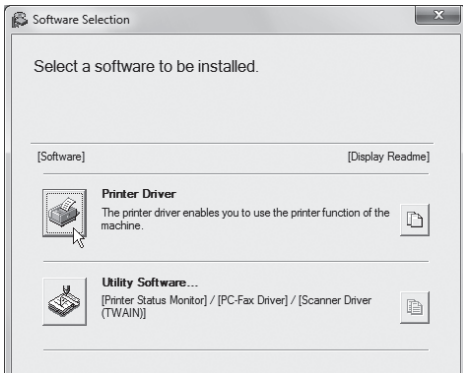 Software Selection
Select a software to be installed.
[Software] [Display Readme]
Printer Driver
The printer driver enables you to use the printer function of the
machine.
Utility Software...
[Printer Status Monitor] / [PC-Fax Driver] / [Scanner Driver
(TWAIN)]